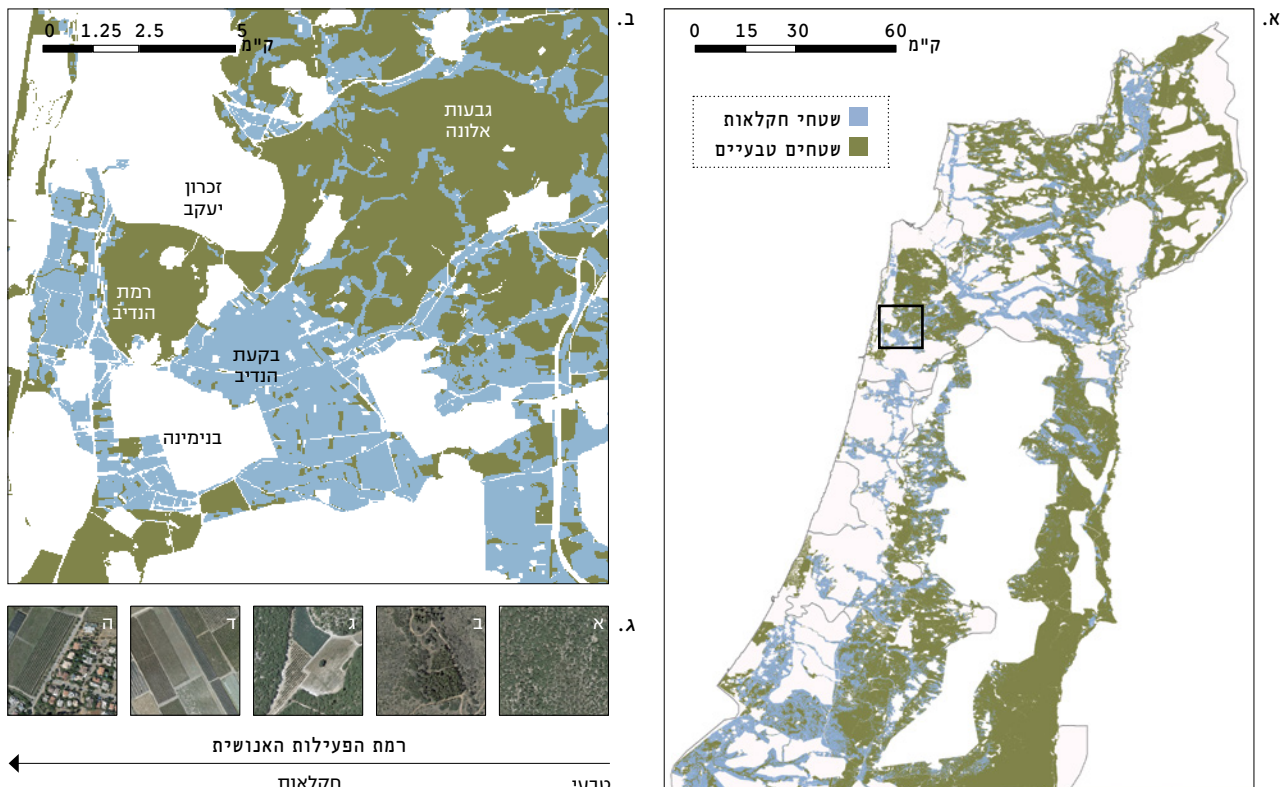 א.
0 15 30 60
ק"מ
שטחי חקלאות
שטחים טבעיים
ב.
0 1.25 2.5 5
ק"מ
גבעות
אלונה
זכרון
יעקב
רמת
הנדיב
בקעת
הנדיב
בנימינה
ג.
א ב ג ד ה
רמת הפעילות האנושית
טבעי חקלאות